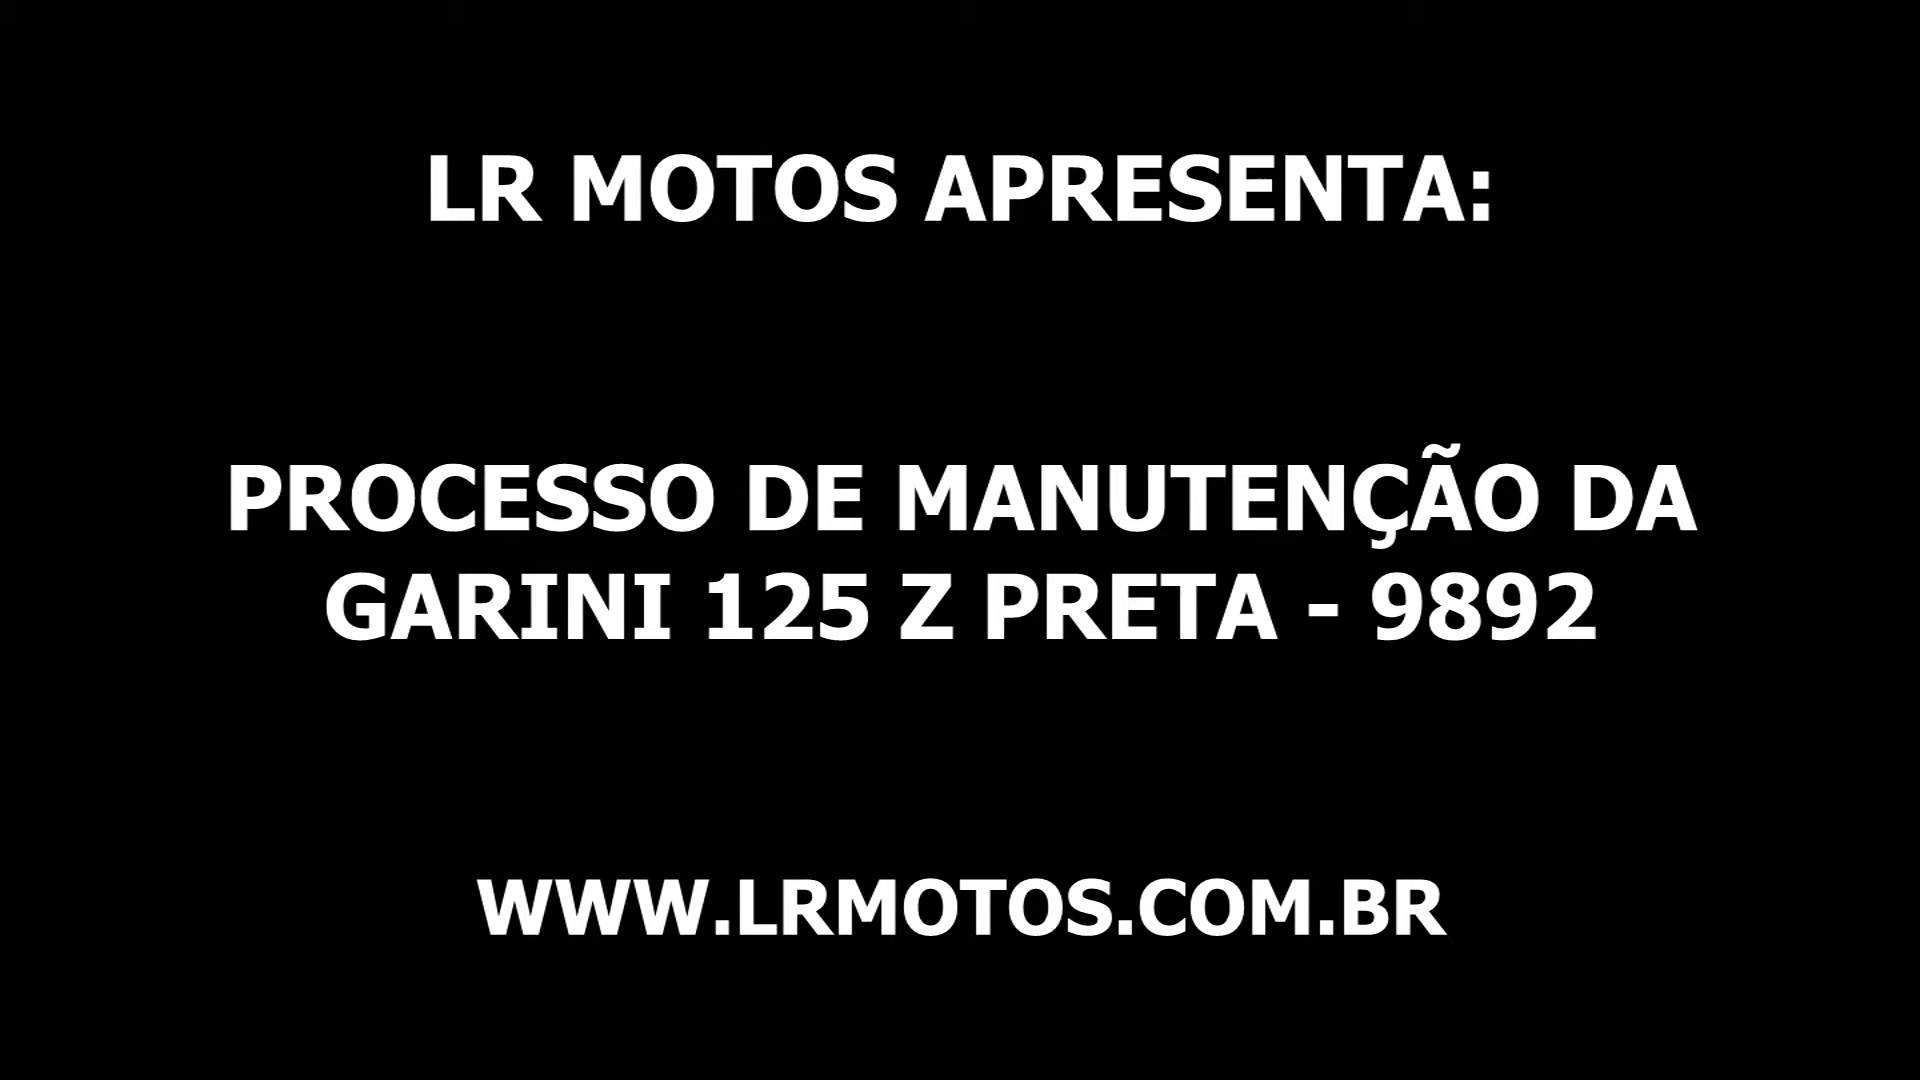 LR MOTOS APRESENTA:
PROCESSO DE MANUTENÇÃO DA
GARINI 125 Z PRETA - 9892
WWW.LRMOTOS.COM.BR